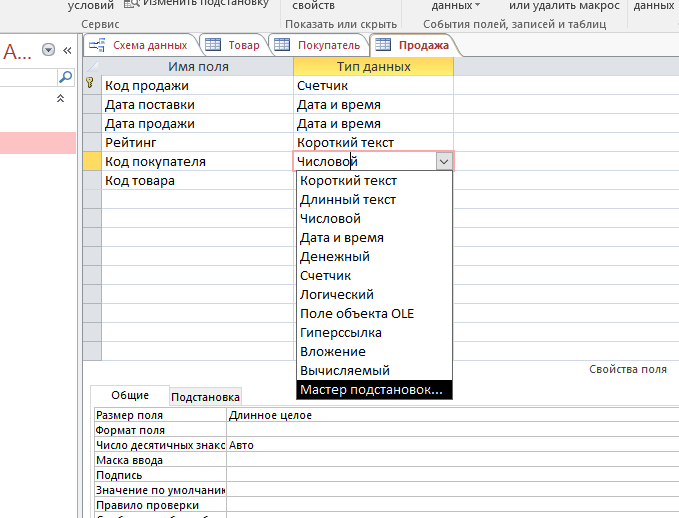 условий
Изменить подстановку
свойств
данных
или удалить макрос
данных
Сервис
Показать или скрыть
События полей, записей и таблиц
А...
Схема данных
Товар
Покупатель
Продажа
Имя поля Тип данных
Код продажи Счетчик
Дата поставки Дата и время
Дата продажи Дата и время
Рейтинг Короткий текст
Код покупателя Числовой
Код товара
Короткий текст
Длинный текст
Числовой
Дата и время
Денежный
Счетчик
Логический
Поле объекта OLE
Гиперссылка
Вложение
Вычисляемый
Мастер подстановок...
Свойства поля
Общие Подстановка
Размер поля Длинное целое
Формат поля
Число десятичных знако Авто
Маска ввода
Подпись
Значение по умолчани
Правило проверки